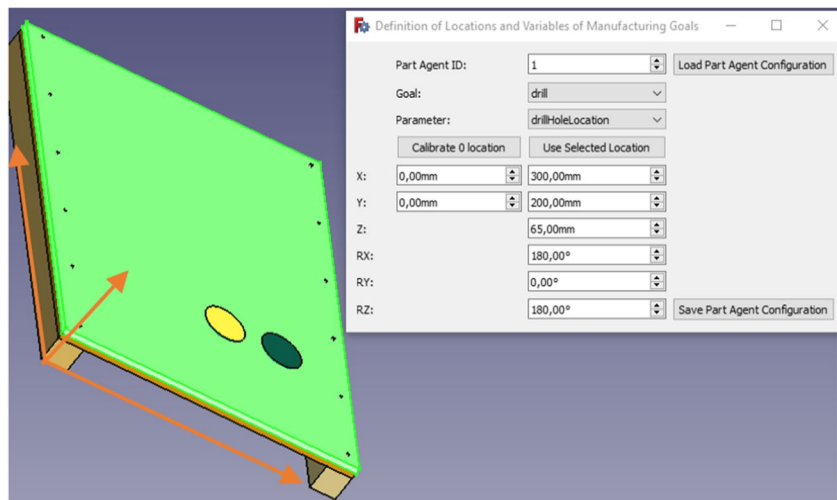 Definition of Locations and Variables of Manufacturing Goals
Part Agent ID: 1 Load Part Agent Configuration
Goal: drill
Parameter: drillHoleLocation
Calibrate 0 location Use Selected Location
X: 0,00mm 300,00mm
Y: 0,00mm 200,00mm
Z: 65,00mm
RX: 180,00°
RY: 0,00°
RZ: 180,00° Save Part Agent Configuration